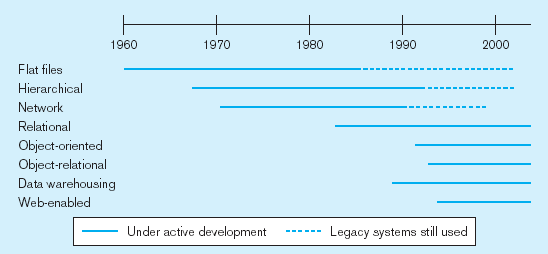 1960 1970 1980 1990 2000
Flat files
Hierarchical
Network
Relational
Object-oriented
Object-relational
Data warehousing
Web-enabled
Under active development Legacy systems still used